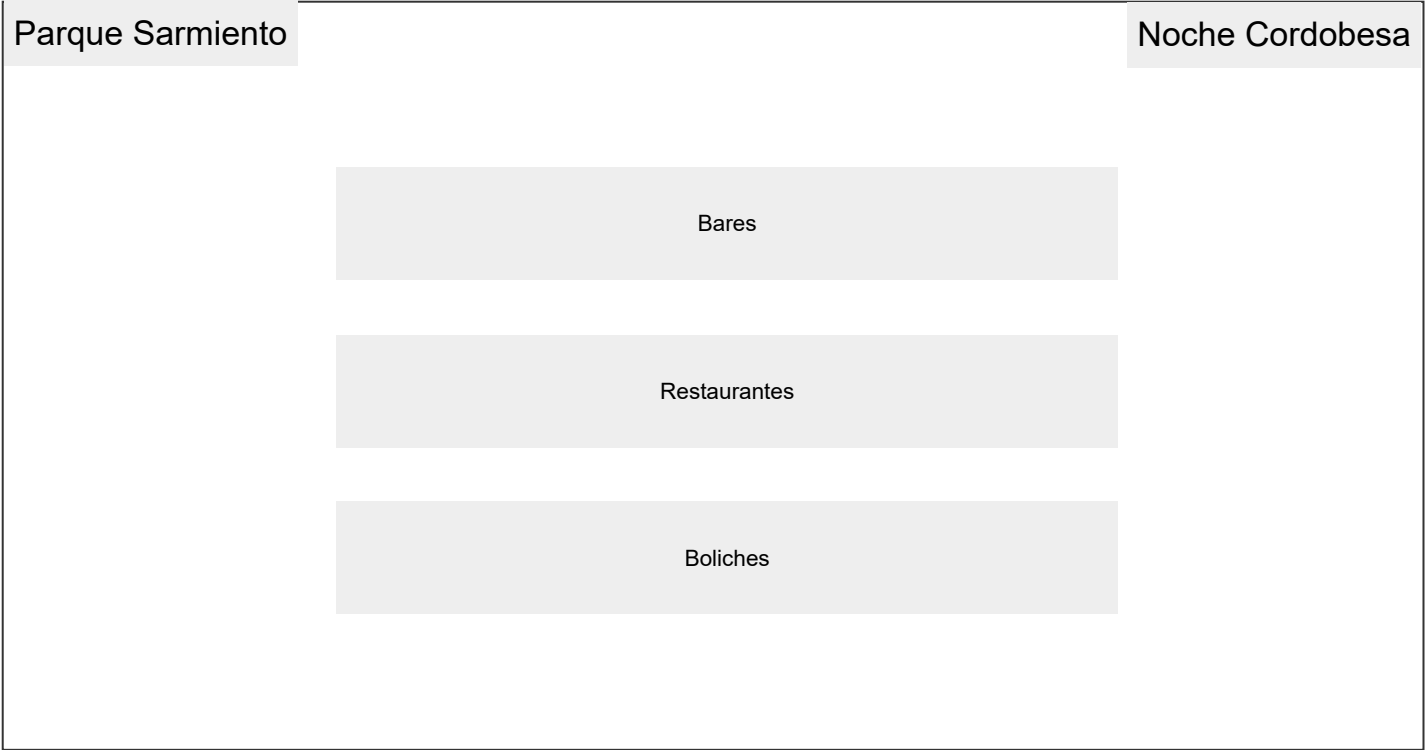 Parque Sarmiento
Noche Cordobesa
Bares
Restaurantes
Boliches